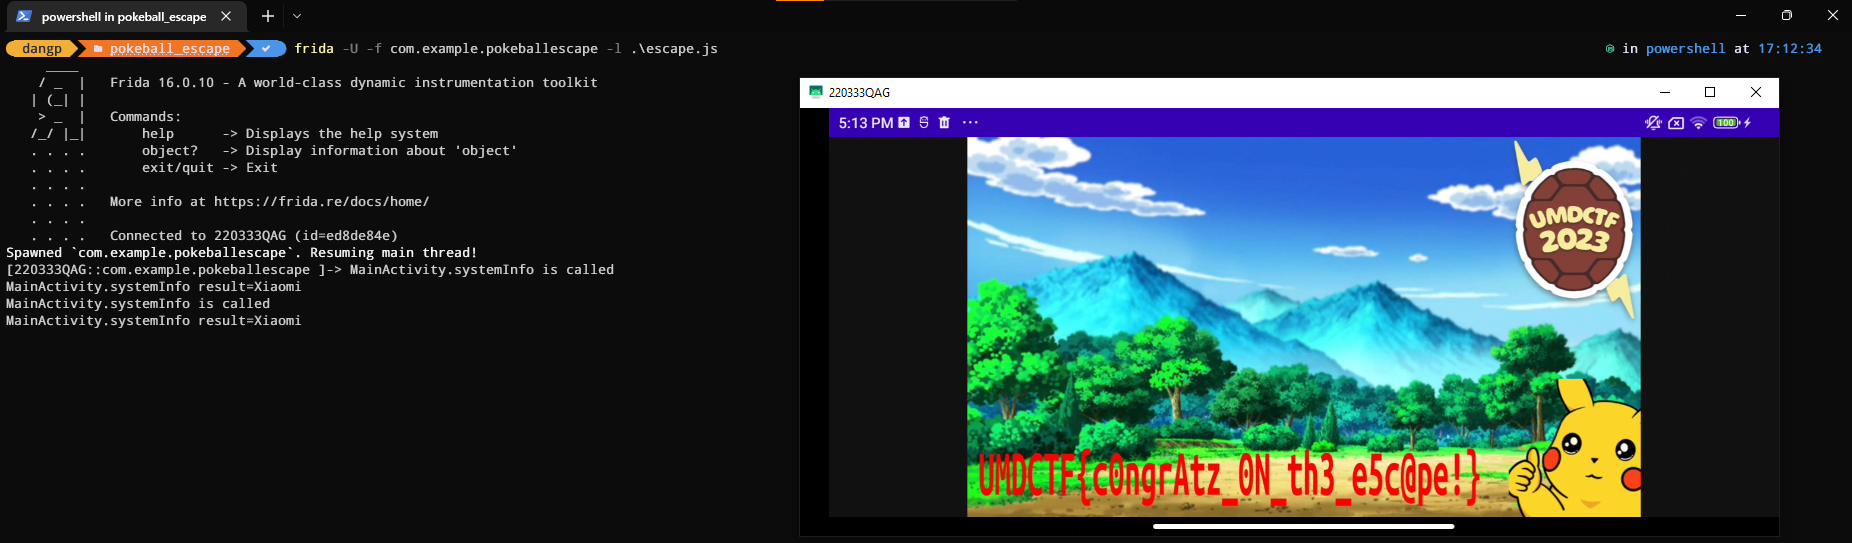 powershell in pokeball_escape
dangp pokeball_escape frida -U -f com.example.pokeballescape -l .\escape.js in powershell at 17:12:34
____
/ _ | Frida 16.0.10 - A world-class dynamic instrumentation toolkit
| (_| |
> _ | Commands:
/_/ |_| help -> Displays the help system
. . . . object? -> Display information about 'object'
. . . . exit/quit -> Exit
. . . .
. . . . More info at https://frida.re/docs/home/
. . . .
. . . . Connected to 220333QAG (id=ed8de84e)
Spawned `com.example.pokeballescape`. Resuming main thread!
[220333QAG::com.example.pokeballescape ]-> MainActivity.systemInfo is called
MainActivity.systemInfo result=Xiaomi
MainActivity.systemInfo is called
MainActivity.systemInfo result=Xiaomi
220333QAG
5:13 PM
100
UMDCTF
2023
UMDCTF{c0ngrAtz_0N_th3_e5c@pe!}